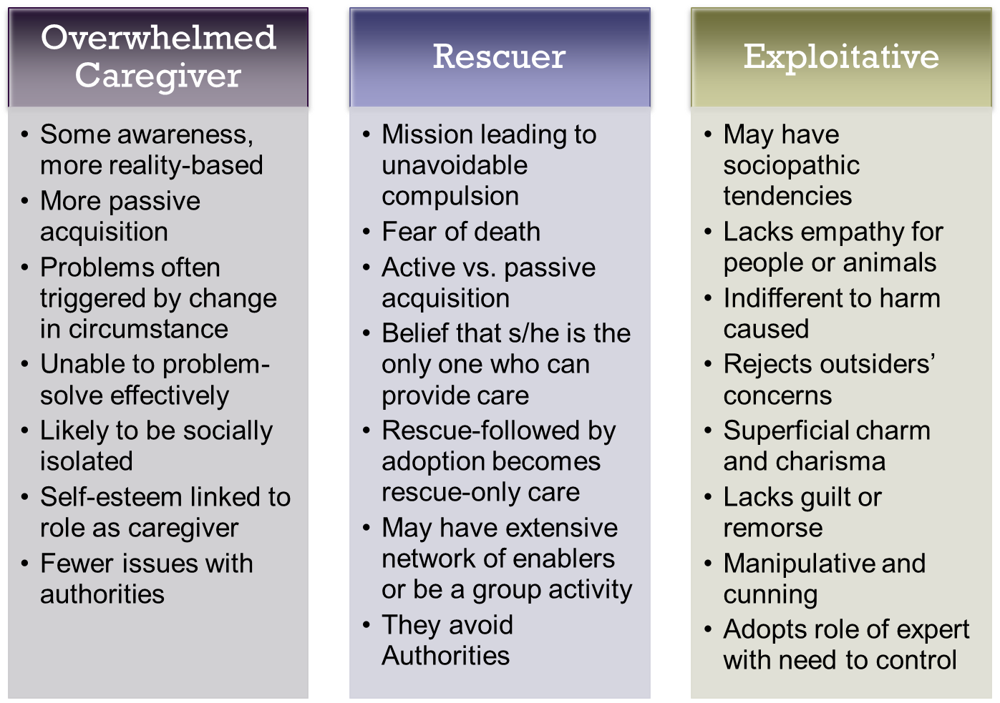 Overwhelmed
Caregiver
• Some awareness,
more reality-based
• More passive
acquisition
• Problems often
triggered by change
in circumstance
• Unable to problem-
solve effectively
• Likely to be socially
isolated
• Self-esteem linked to
role as caregiver
• Fewer issues with
authorities
Rescuer
• Mission leading to
unavoidable
compulsion
• Fear of death
• Active vs. passive
acquisition
• Belief that s/he is the
only one who can
provide care
• Rescue-followed by
adoption becomes
rescue-only care
• May have extensive
network of enablers
or be a group activity
• They avoid
Authorities
Exploitative
• May have
sociopathic
tendencies
• Lacks empathy for
people or animals
• Indifferent to harm
caused
• Rejects outsiders’
concerns
• Superficial charm
and charisma
• Lacks guilt or
remorse
• Manipulative and
cunning
• Adopts role of expert
with need to control